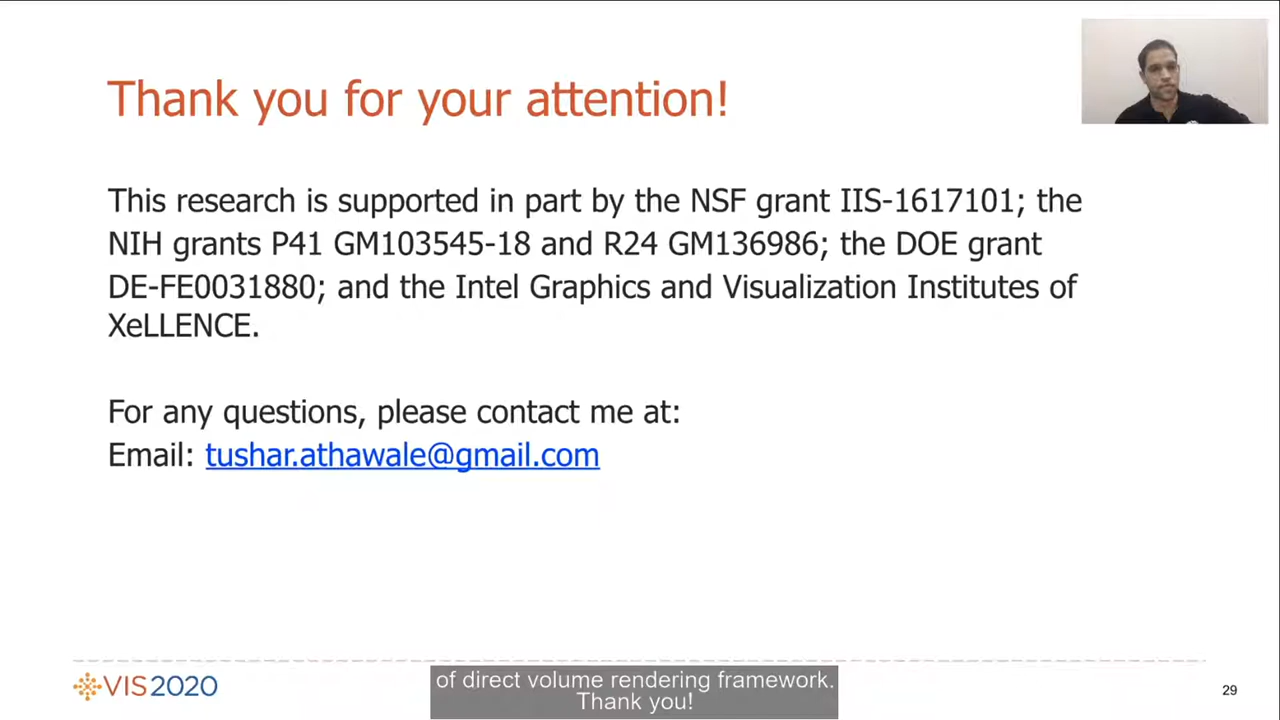 Thank you for your attention!
This research is supported in part by the NSF grant IIS-1617101; the
NIH grants P41 GM103545-18 and R24 GM136986; the DOE grant
DE-FE0031880; and the Intel Graphics and Visualization Institutes of
XeLLENCE.
For any questions, please contact me at:
Email: tushar.athawale@gmail.com
VIS2020
of direct volume rendering framework.
Thank you!
29